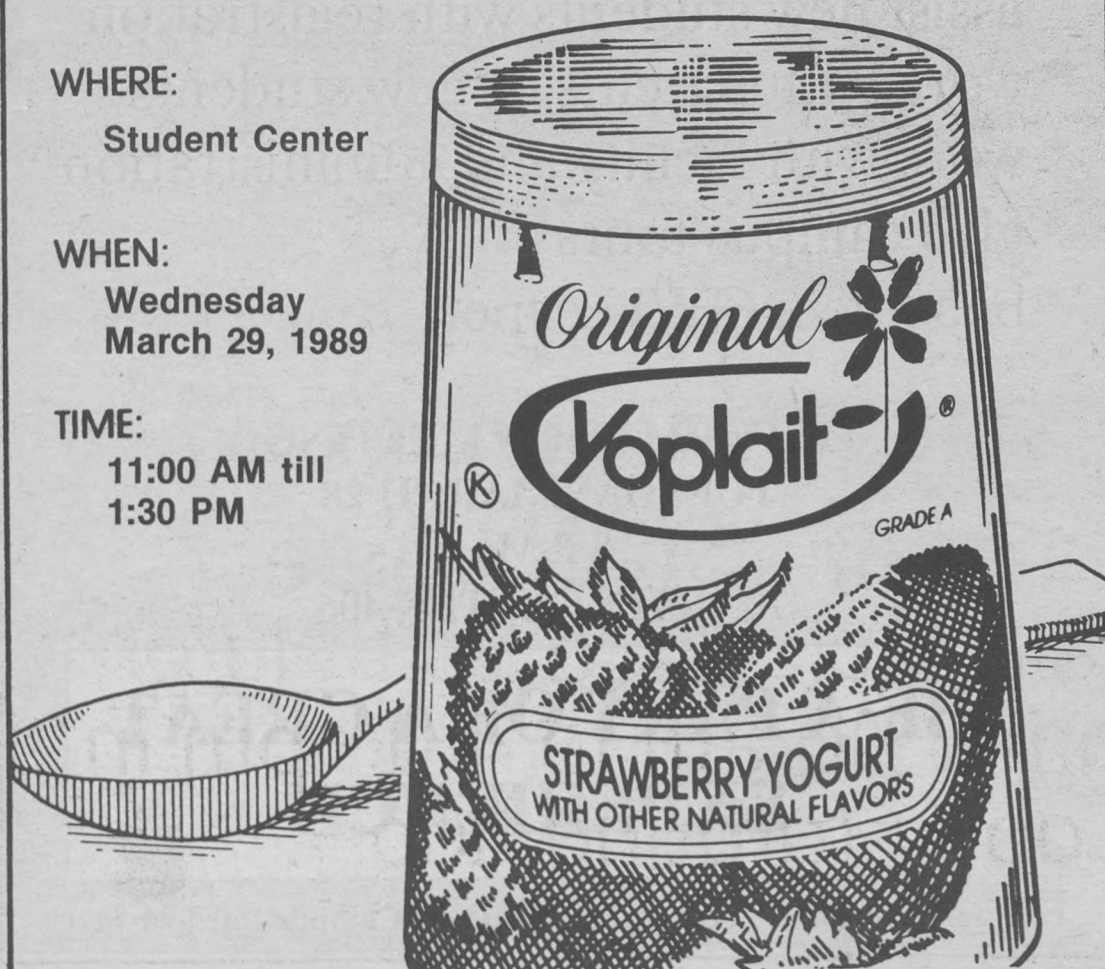 WHERE:
Student Center
WHEN:
Wednesday
March 29, 1989
TIME:
11:00 AM till
1:30 PM
Original
Yoplait ®
K
GRADE A
STRAWBERRY YOGURT
WITH OTHER NATURAL FLAVORS